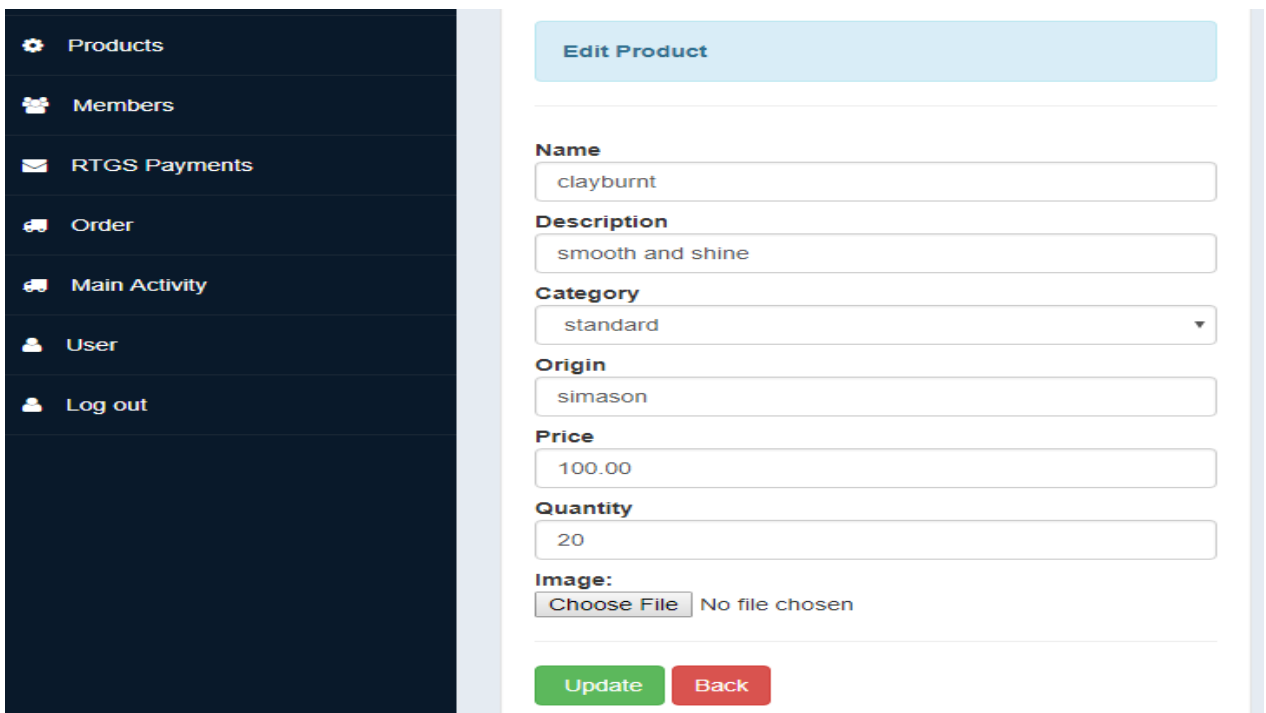 Products
Members
RTGS Payments
Order
Main Activity
User
Log out
Edit Product
Name
clayburnt
Description
smooth and shine
Category
standard
Origin
simason
Price
100.00
Quantity
20
Image:
Choose File No file chosen
Update Back